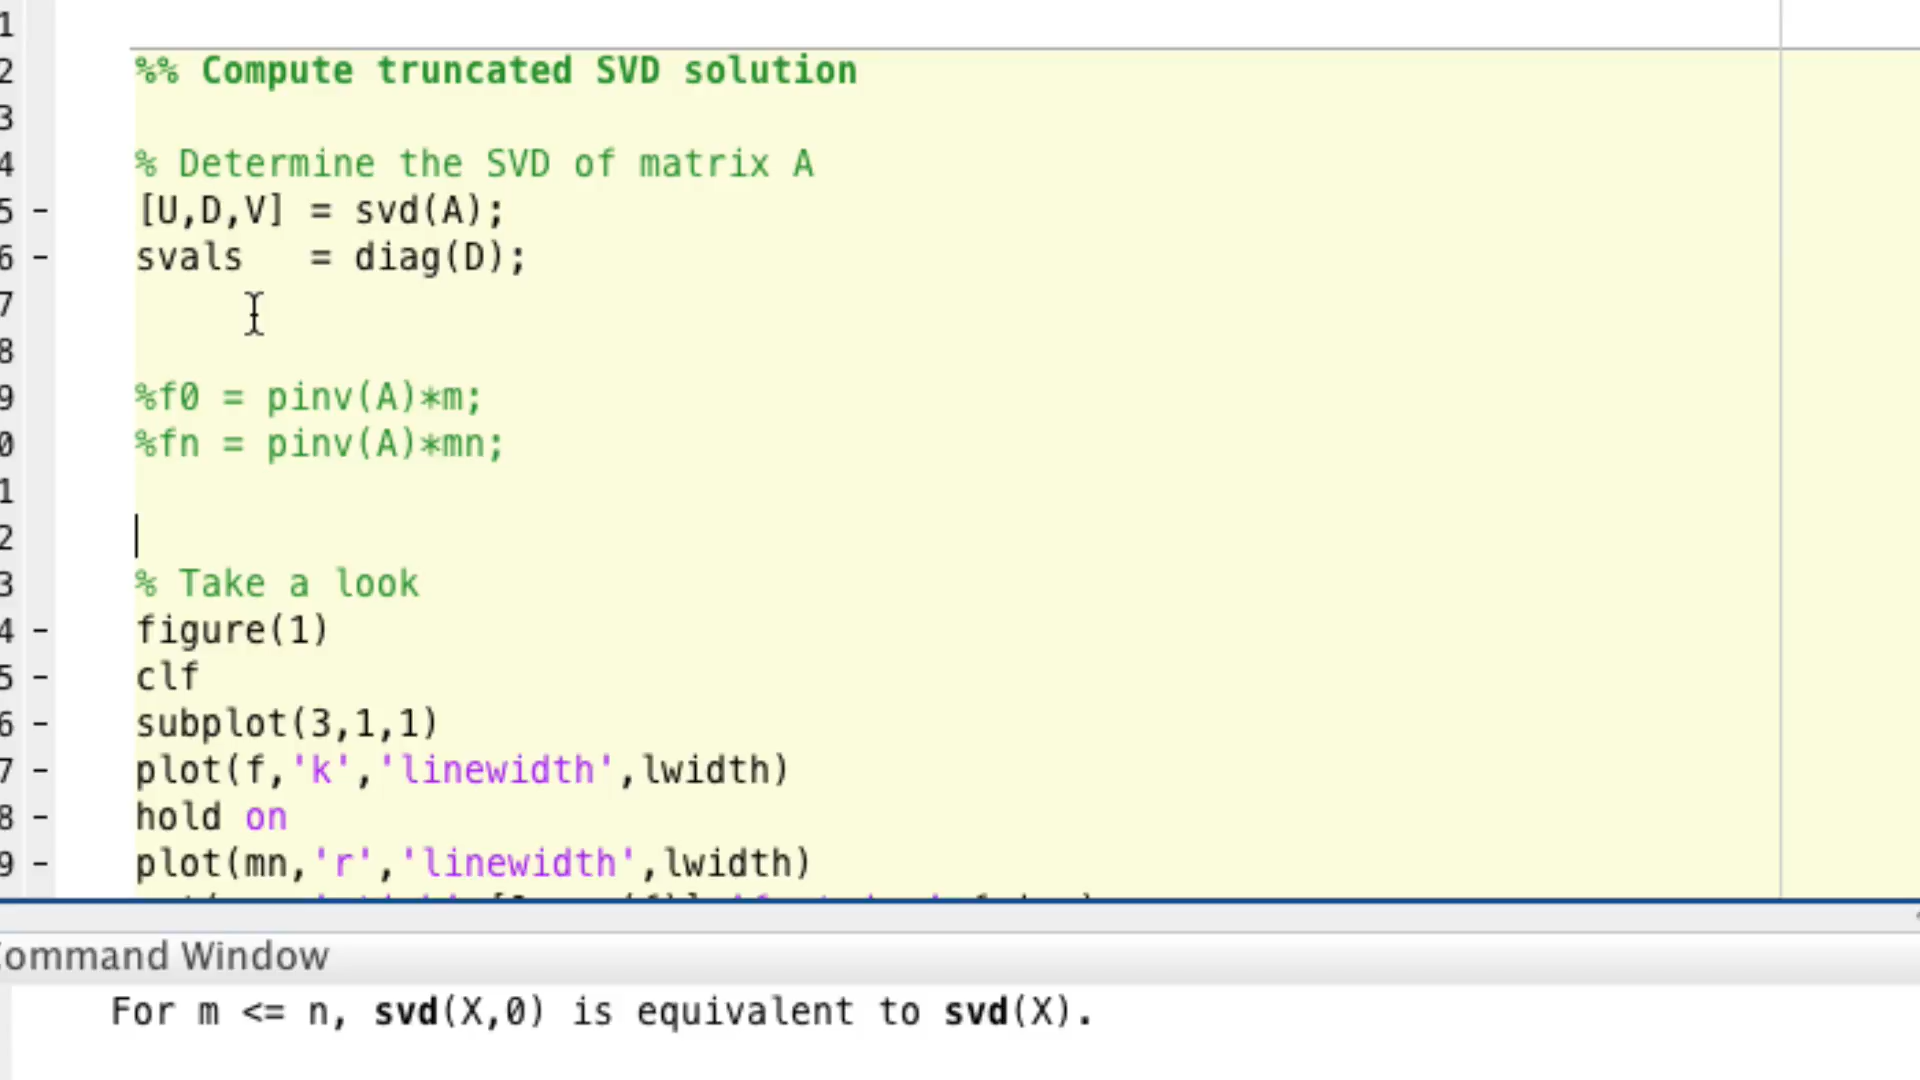 1
2 %% Compute truncated SVD solution
3
4 % Determine the SVD of matrix A
5 - [U,D,V] = svd(A);
6 - svals   = diag(D);
7
8
9 %f0 = pinv(A)*m;
0 %fn = pinv(A)*mn;
1
2
3 % Take a look
4 - figure(1)
5 - clf
6 - subplot(3,1,1)
7 - plot(f,'k','linewidth',lwidth)
8 - hold on
9 - plot(mn,'r','linewidth',lwidth)
ommand Window
For m <= n, svd(X,0) is equivalent to svd(X).